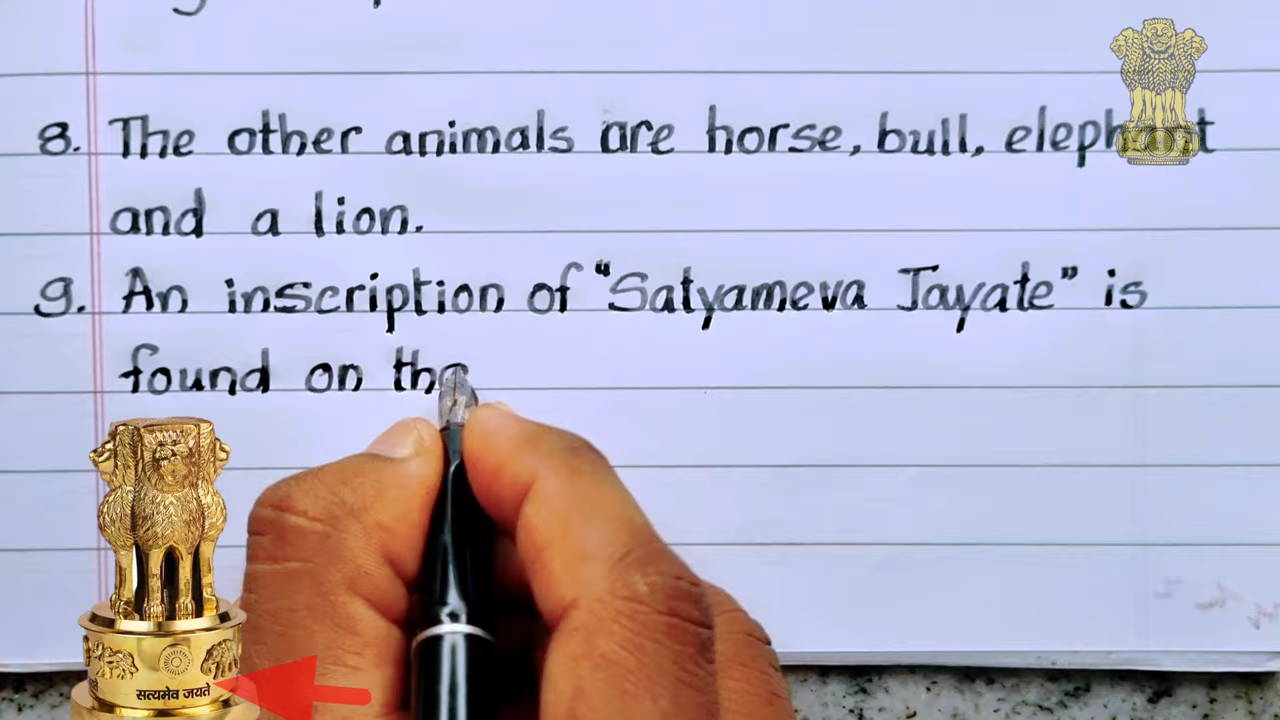 8. The other animals are horse, bull, elephant
and a lion.
9. An inscription of "Satyameva Jayate" is
found on the
सत्यमेव जयते